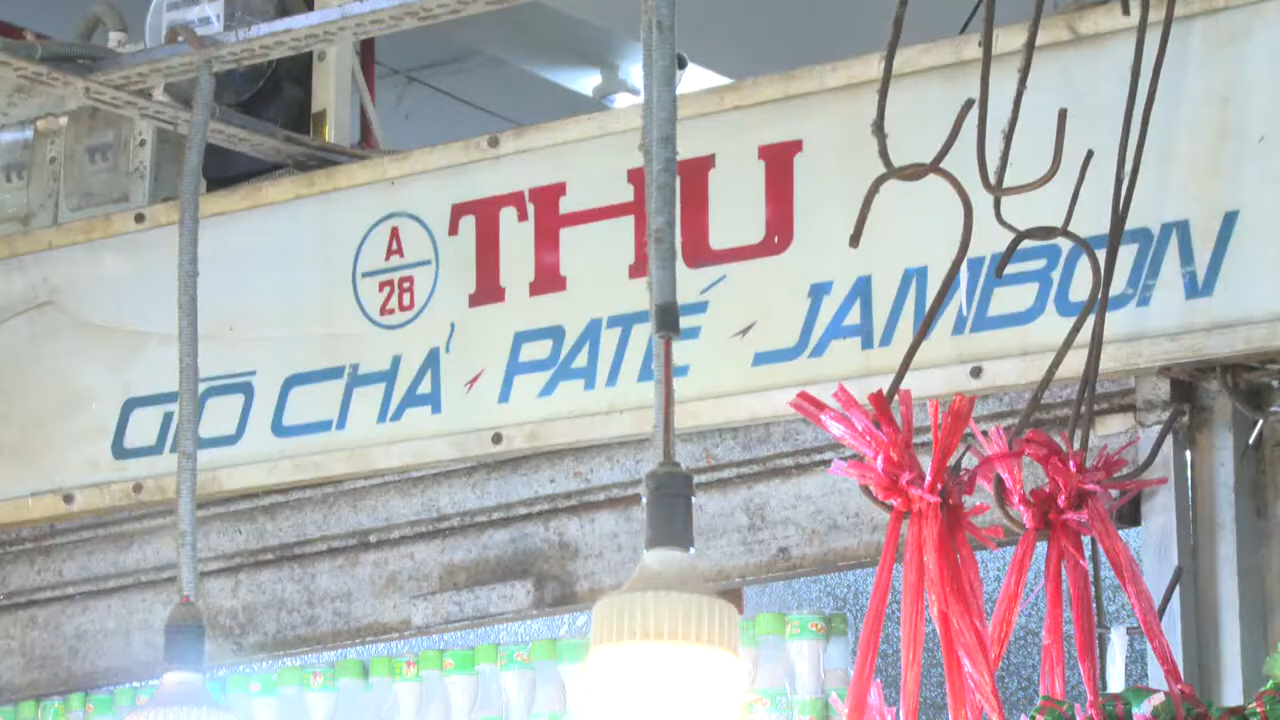 A
28
THU
GIÒ CHẢ - PATÉ - JAMBON